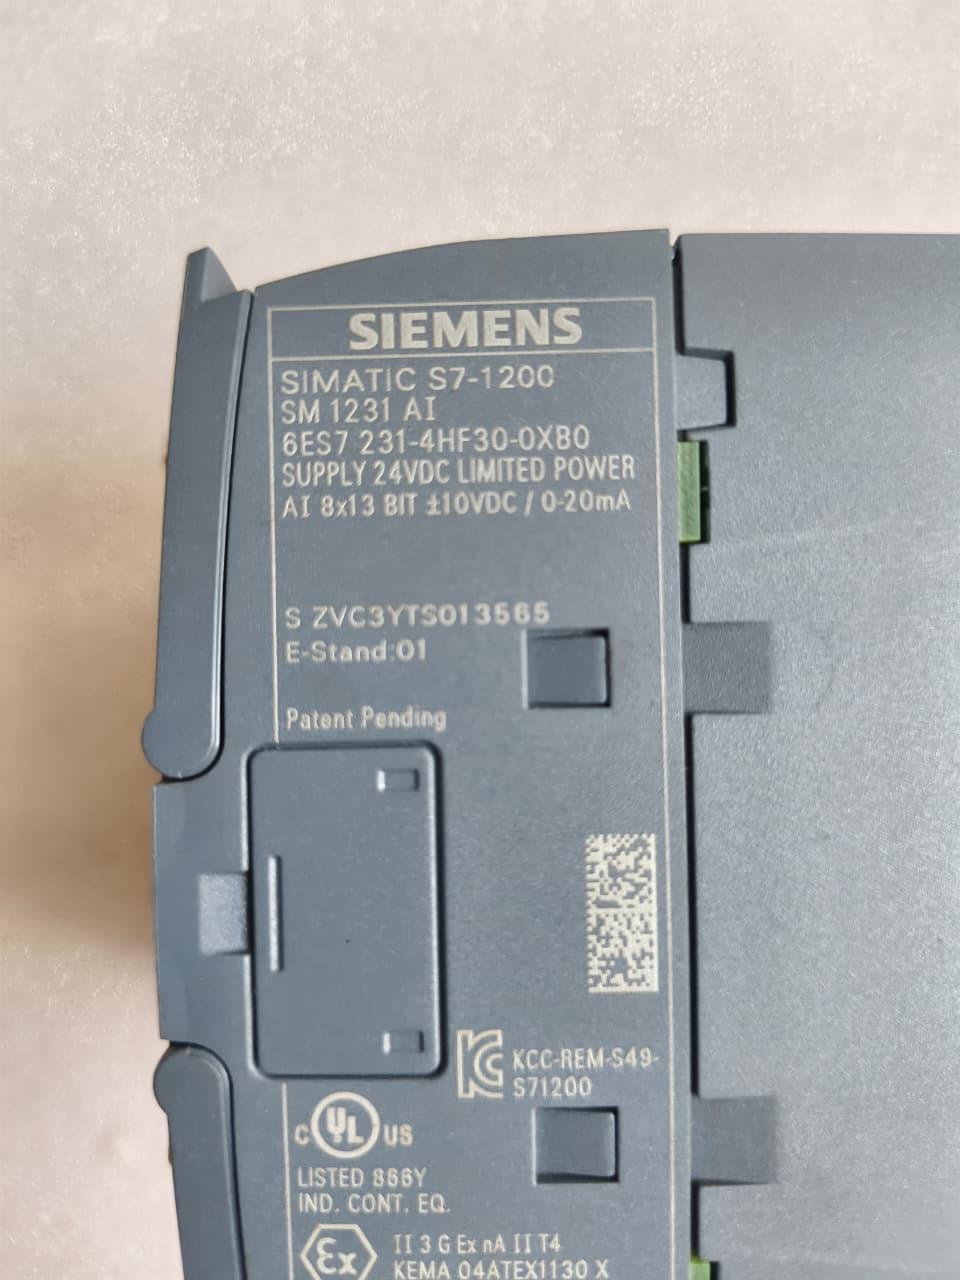 SIEMENS
SIMATIC S7-1200
SM 1231 AI
6ES7 231-4HF30-0XB0
SUPPLY 24VDC LIMITED POWER
AI 8x13 BIT ±10VDC / 0-20mA
S ZVC3YTS013565
E-Stand:01
Patent Pending
KCC-REM-S49-
S71200
C UL US
LISTED 866Y
IND. CONT. EQ.
Ex II 3 G Ex nA II T4
KEMA 04ATEX1130 X